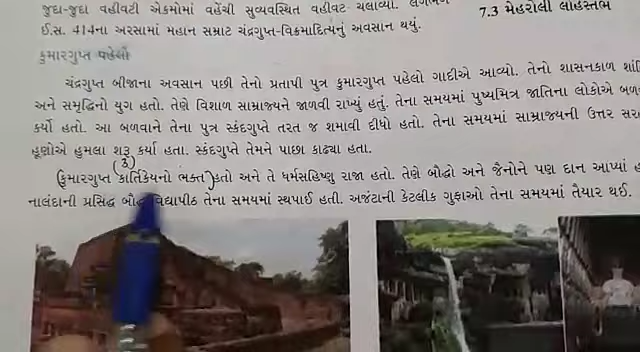 જુદા-જુદા વહીવટી એકમોમાં વહેંચી સુવ્યવસ્થિત વહીવટ ચલાવ્યો. લગભગ
7.3 મેહરોલી લોહસ્તંભ
ઈ.સ. 414ના અરસામાં મહાન સમ્રાટ ચંદ્રગુપ્ત-વિક્રમાદિત્યનું અવસાન થયું.
કુમારગુપ્ત પહેલો
ચંદ્રગુપ્ત બીજાના અવસાન પછી તેનો પ્રતાપી પુત્ર કુમારગુપ્ત પહેલો ગાદીએ આવ્યો. તેનો શાસનકાળ શાં
અને સમૃદ્ધિનો યુગ હતો. તેણે વિશાળ સામ્રાજ્યને જાળવી રાખ્યું હતું. તેના સમયમાં પુષ્યમિત્ર જાતિના લોકોએ બળ
કર્યો હતો. આ બળવાને તેના પુત્ર સ્કંદગુપ્તે તરત જ શમાવી દીધો હતો. તેના સમયમાં સામ્રાજ્યની ઉત્તર સર
હૂણોએ હુમલા શરૂ કર્યા હતા. સ્કંદગુપ્તે તેમને પાછા કાઢ્યા હતા.
(3)
(કુમારગુપ્ત કાર્તિકેયનો ભક્ત) હતો અને તે ધર્મસહિષ્ણુ રાજા હતો. તેણે બૌદ્ધો અને જૈનોને પણ દાન આપ્યાં હ
નાલંદાની પ્રસિદ્ધ બૌદ્ધ વિદ્યાપીઠ તેના સમયમાં સ્થપાઈ હતી. અજંટાની કેટલીક ગુફાઓ તેના સમયમાં તૈયાર થઈ.